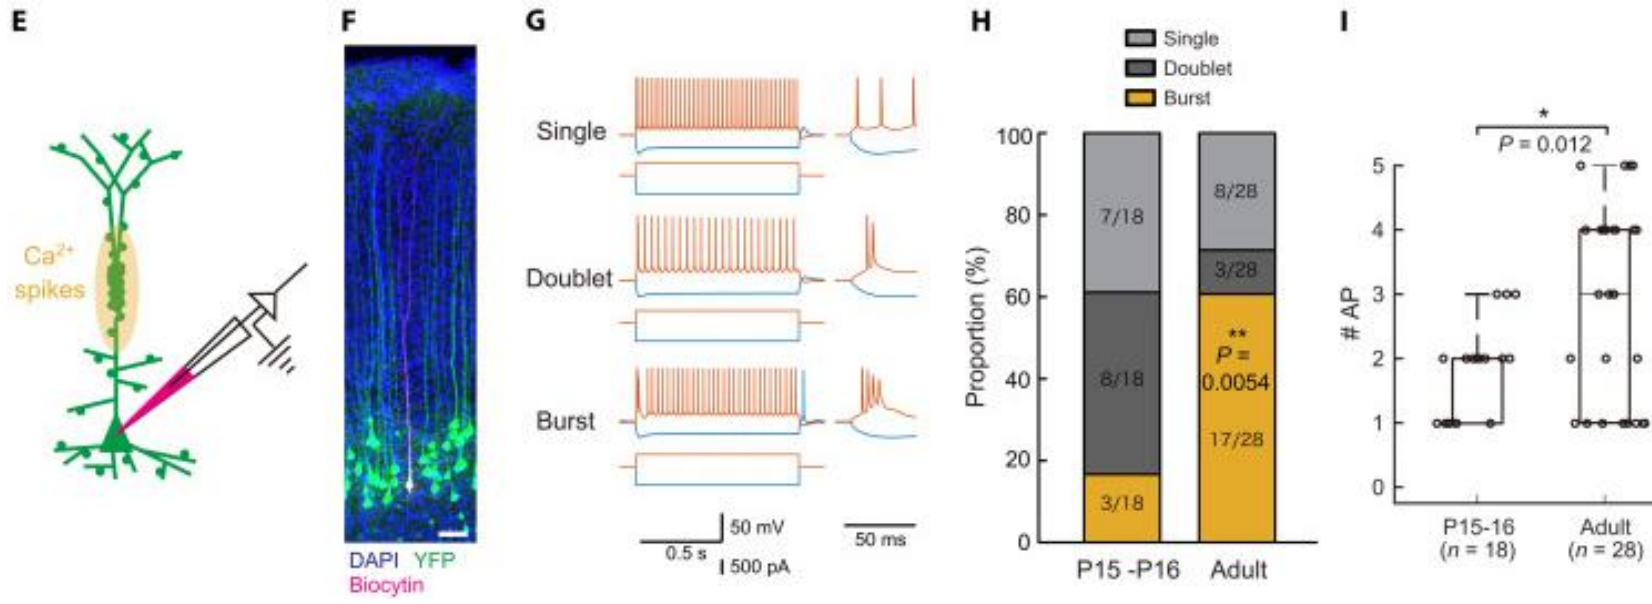 E
F
G
H
I
Ca2+
spikes
DAPI YFP
Biocytin
Single
Doublet
Burst
50 mV
0.5 s
500 pA
50 ms
Single
Doublet
Burst
Proportion (%)
100
80
60
40
20
0
7/18
8/18
3/18
8/28
3/28
**
P =
0.0054
17/28
P15 -P16
Adult
*
P = 0.012
# AP
5
4
3
2
1
0
P15-16
(n = 18)
Adult
(n = 28)